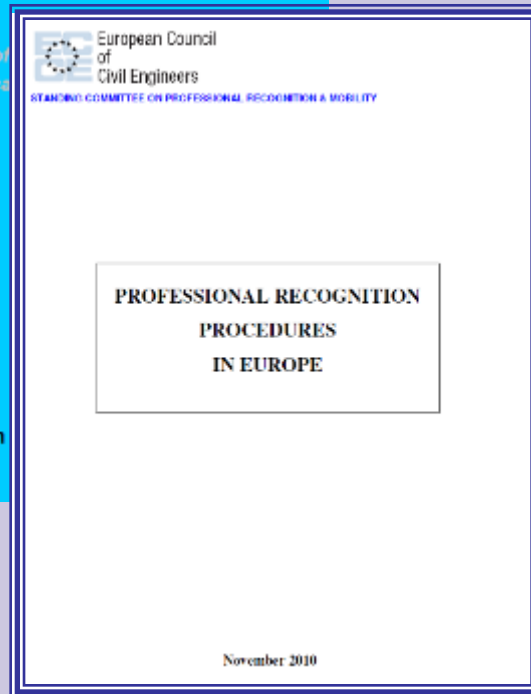 European Council
of
Civil Engineers
STANDING COMMITTEE ON PROFESSIONAL RECOGNITION & MOBILITY
PROFESSIONAL RECOGNITION
PROCEDURES
IN EUROPE
November 2010